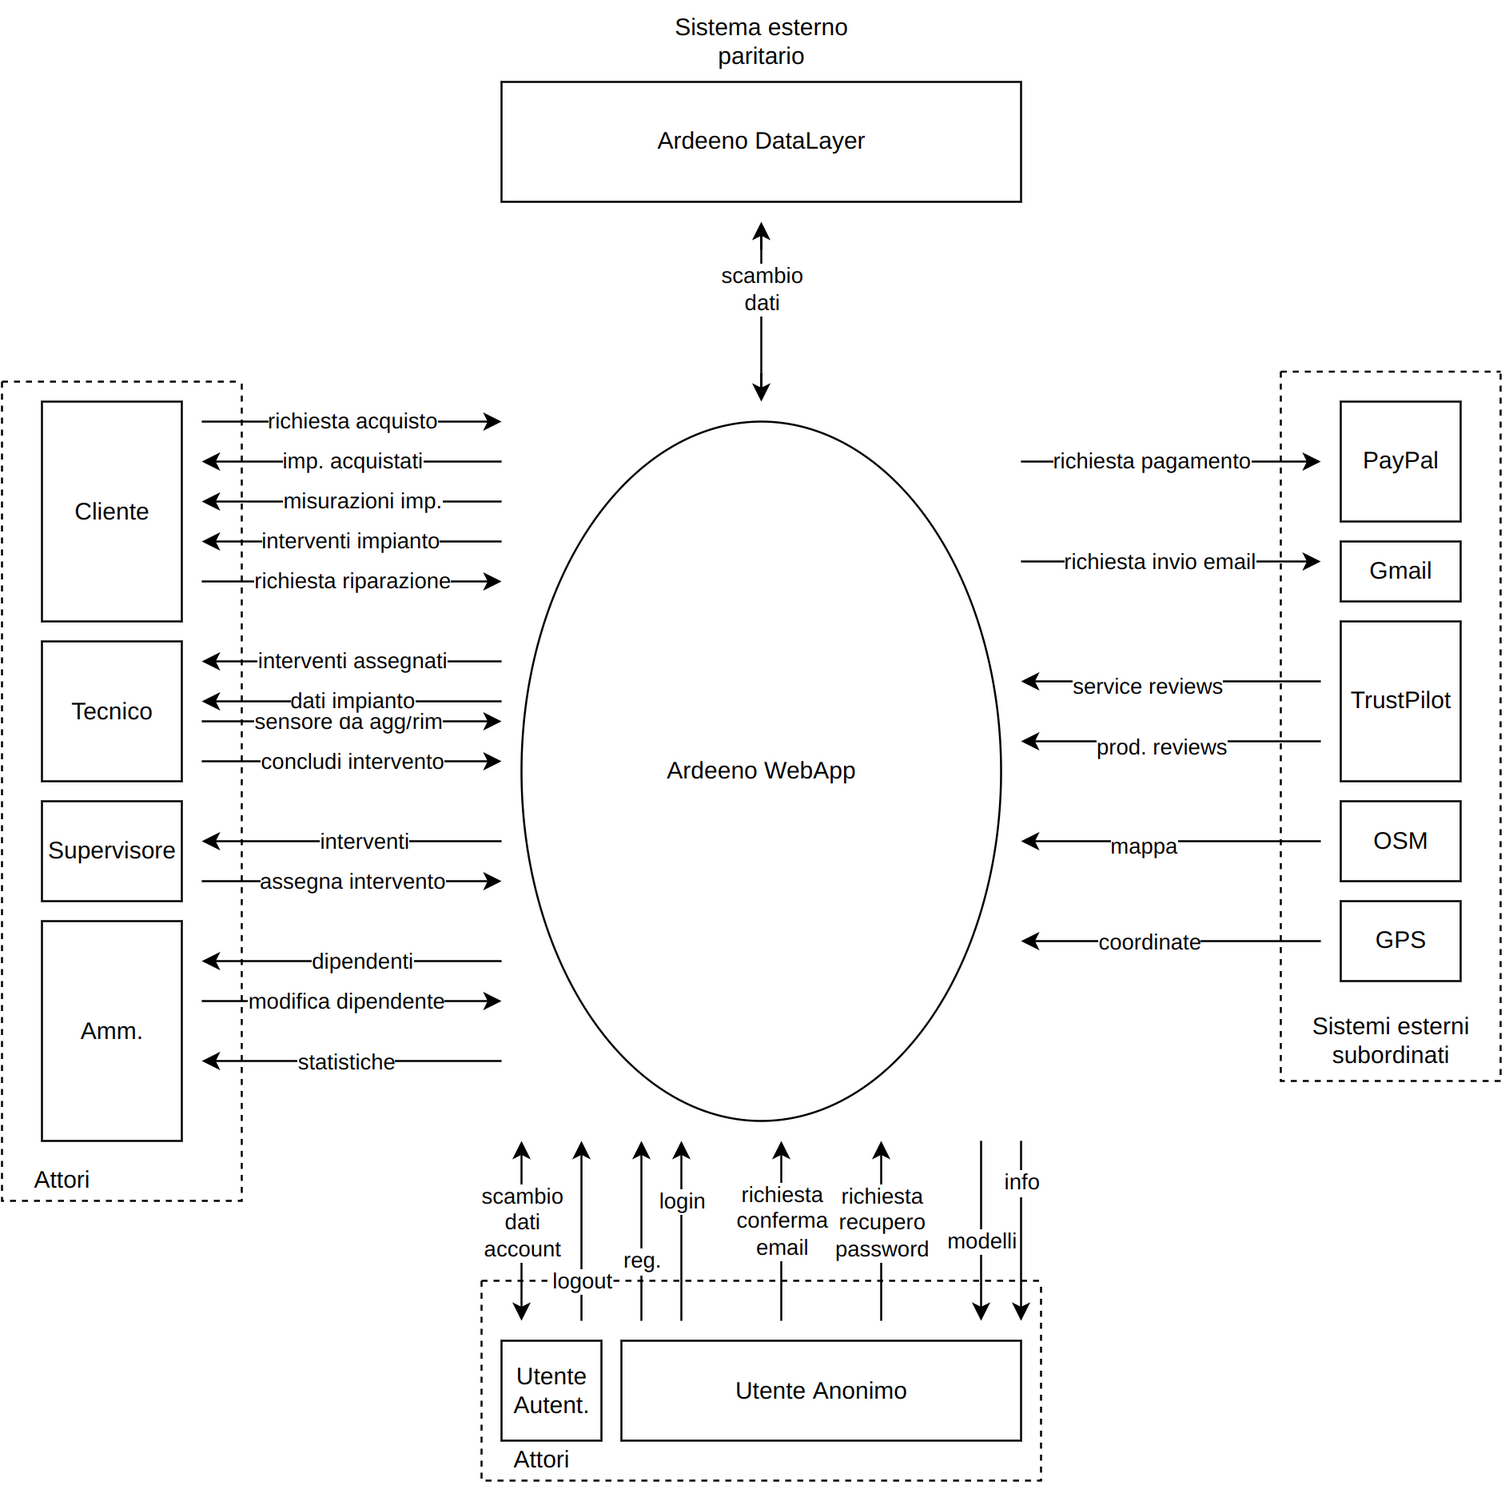 Sistema esterno
paritario
Ardeeno DataLayer
scambio
dati
Cliente
richiesta acquisto
imp. acquistati
misurazioni imp.
interventi impianto
richiesta riparazione
Tecnico
interventi assegnati
dati impianto
sensore da agg/rim
concludi intervento
Supervisore
interventi
assegna intervento
Amm.
dipendenti
modifica dipendente
statistiche
Attori
Ardeeno WebApp
richiesta pagamento
PayPal
richiesta invio email
Gmail
service reviews
prod. reviews
TrustPilot
mappa
OSM
coordinate
GPS
Sistemi esterni
subordinati
scambio
dati
account
logout
reg.
login
richiesta
conferma
email
richiesta
recupero
password
modelli
info
Utente
Autent.
Utente Anonimo
Attori